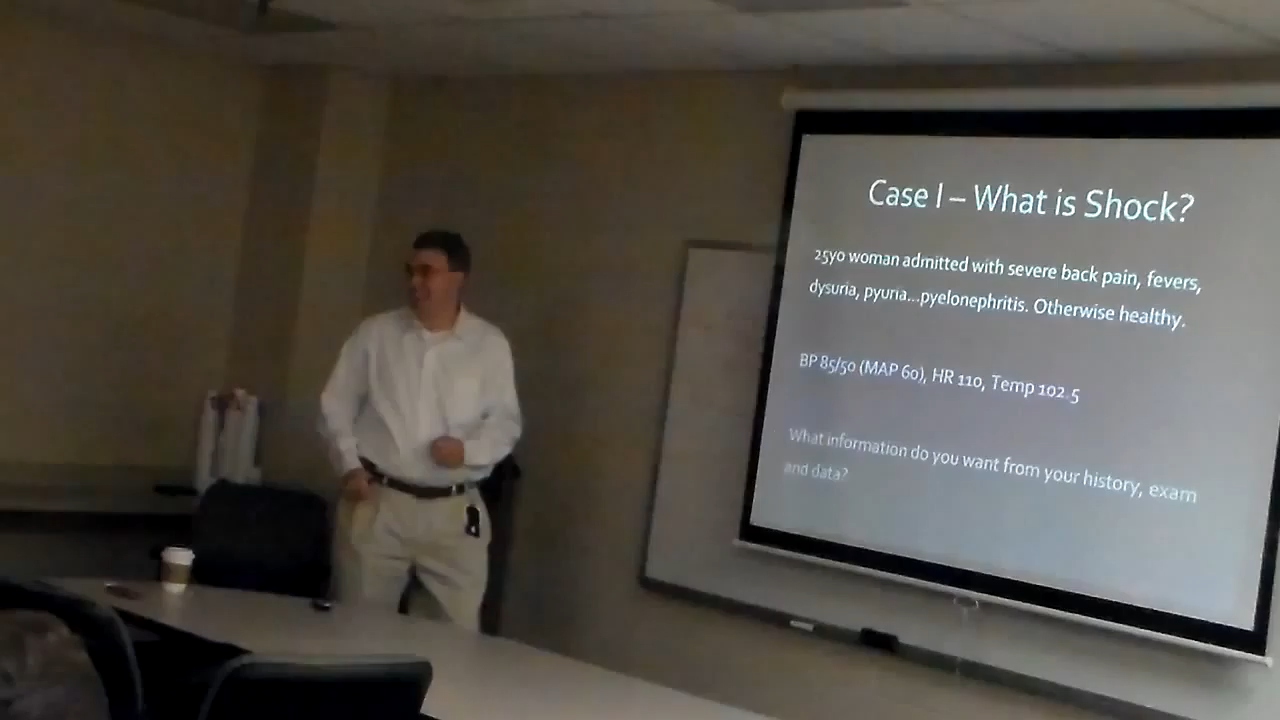 Case I – What is Shock?
25yo woman admitted with severe back pain, fevers,
dysuria, pyuria...pyelonephritis. Otherwise healthy.
BP 85/50 (MAP 60), HR 110, Temp 102.5
What information do you want from your history, exam
and data?